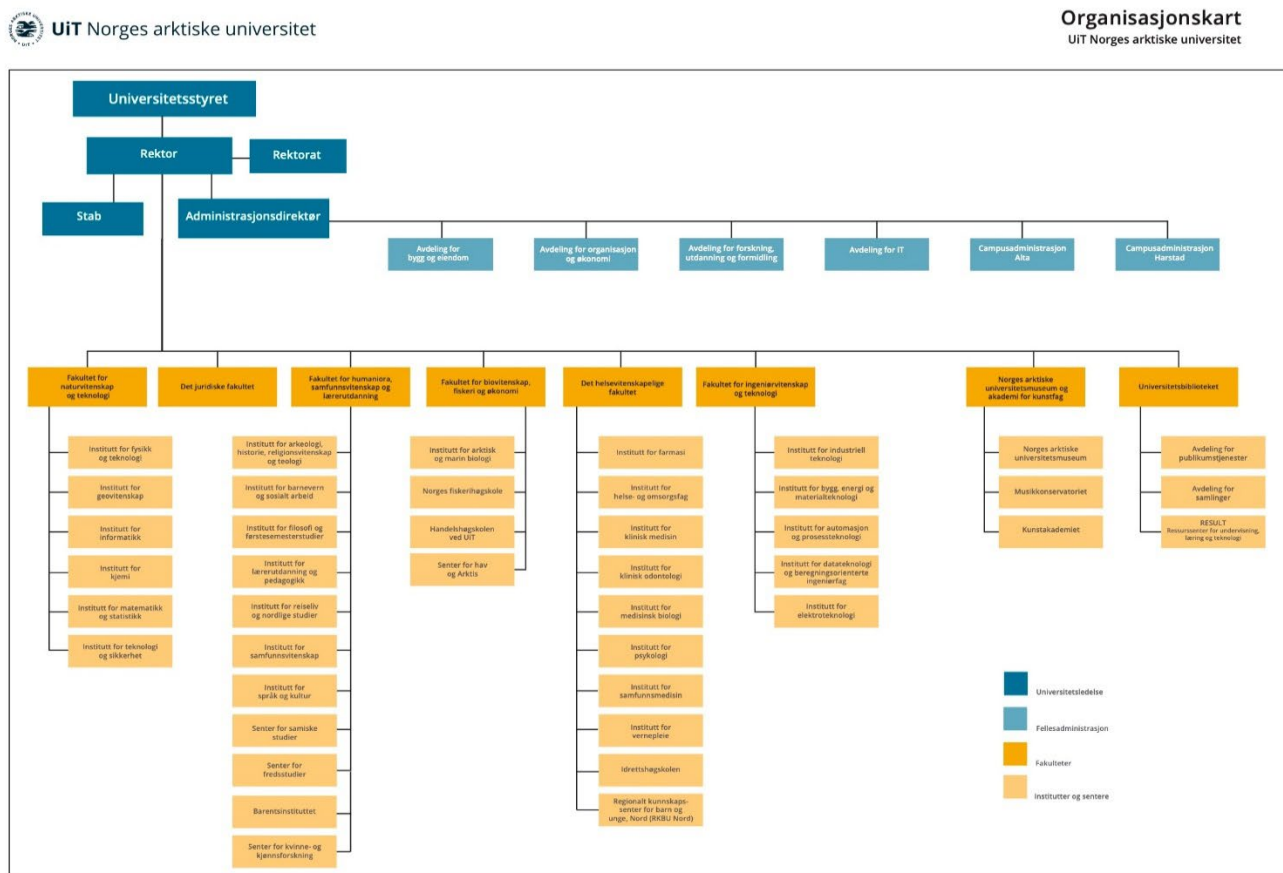 UiT Norges arktiske universitet
Organisasjonskart
UiT Norges arktiske universitet
Universitetsstyret
Rektor
Rektorat
Stab
Administrasjonsdirektør
Avdeling for
bygg og eiendom
Avdeling for organisasjon
og økonomi
Avdeling for forskning,
utdanning og formidling
Avdeling for IT
Campusadministrasjon
Alta
Campusadministrasjon
Harstad
Fakultet for
naturvitenskap
og teknologi
Institutt for fysikk
og teknologi
Institutt for
geovitenskap
Institutt for
informatikk
Institutt for
kjemi
Institutt for matematikk
og statistikk
Institutt for teknologi
og sikkerhet
Det juridiske fakultet
Fakultet for humaniora,
samfunnsvitenskap og
lærerutdanning
Institutt for arkeologi,
historie, religionsvitenskap
og teologi
Institutt for barnevern
og sosialt arbeid
Institutt for filosofi og
førstesemesterstudier
Institutt for
lærerutdanning og
pedagogikk
Institutt for reiseliv
og nordlige studier
Institutt for
samfunnsvitenskap
Institutt for
språk og kultur
Senter for samiske
studier
Senter for
fredsstudier
Barentsinstituttet
Senter for kvinne- og
kjønnsforskning
Fakultet for biovitenskap,
fiskeri og økonomi
Institutt for arktisk
og marin biologi
Norges fiskerihøgskole
Handelshøgskolen
ved UiT
Senter for hav
og Arktis
Det helsevitenskapelige
fakultet
Institutt for farmasi
Institutt for
helse- og omsorgsfag
Institutt for
klinisk medisin
Institutt for
klinisk odontologi
Institutt for
medisinsk biologi
Institutt for
psykologi
Institutt for
samfunnsmedisin
Institutt for
vernepleie
Idrettshøgskolen
Regionalt kunnskaps-
senter for barn og
unge, Nord (RKBU Nord)
Fakultet for ingeniørvitenskap
og teknologi
Institutt for industriell
teknologi
Institutt for bygg, energi og
materialteknologi
Institutt for automasjon
og prosessteknologi
Institutt for datateknologi
og beregningsorienterte
ingeniørfag
Institutt for
elektroteknologi
Norges arktiske
universitetsmuseum og
akademi for kunstfag
Norges arktiske
universitetsmuseum
Musikkonservatoriet
Kunstakademiet
Universitetsbiblioteket
Avdeling for
publikumstjenester
Avdeling for
samlinger
RESULT
Ressurssenter for undervisning,
læring og teknologi
Universitetsledelse
Fellesadministrasjon
Fakulteter
Institutter og sentere